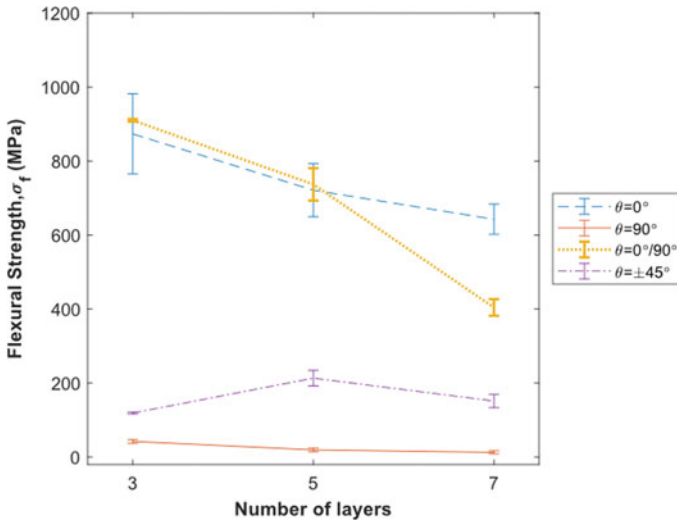 1200
1000
800
600
400
200
0
Flexural Strength,σf (MPa)
3 5 7
Number of layers
θ=0°
θ=90°
θ=0°/90°
θ=±45°